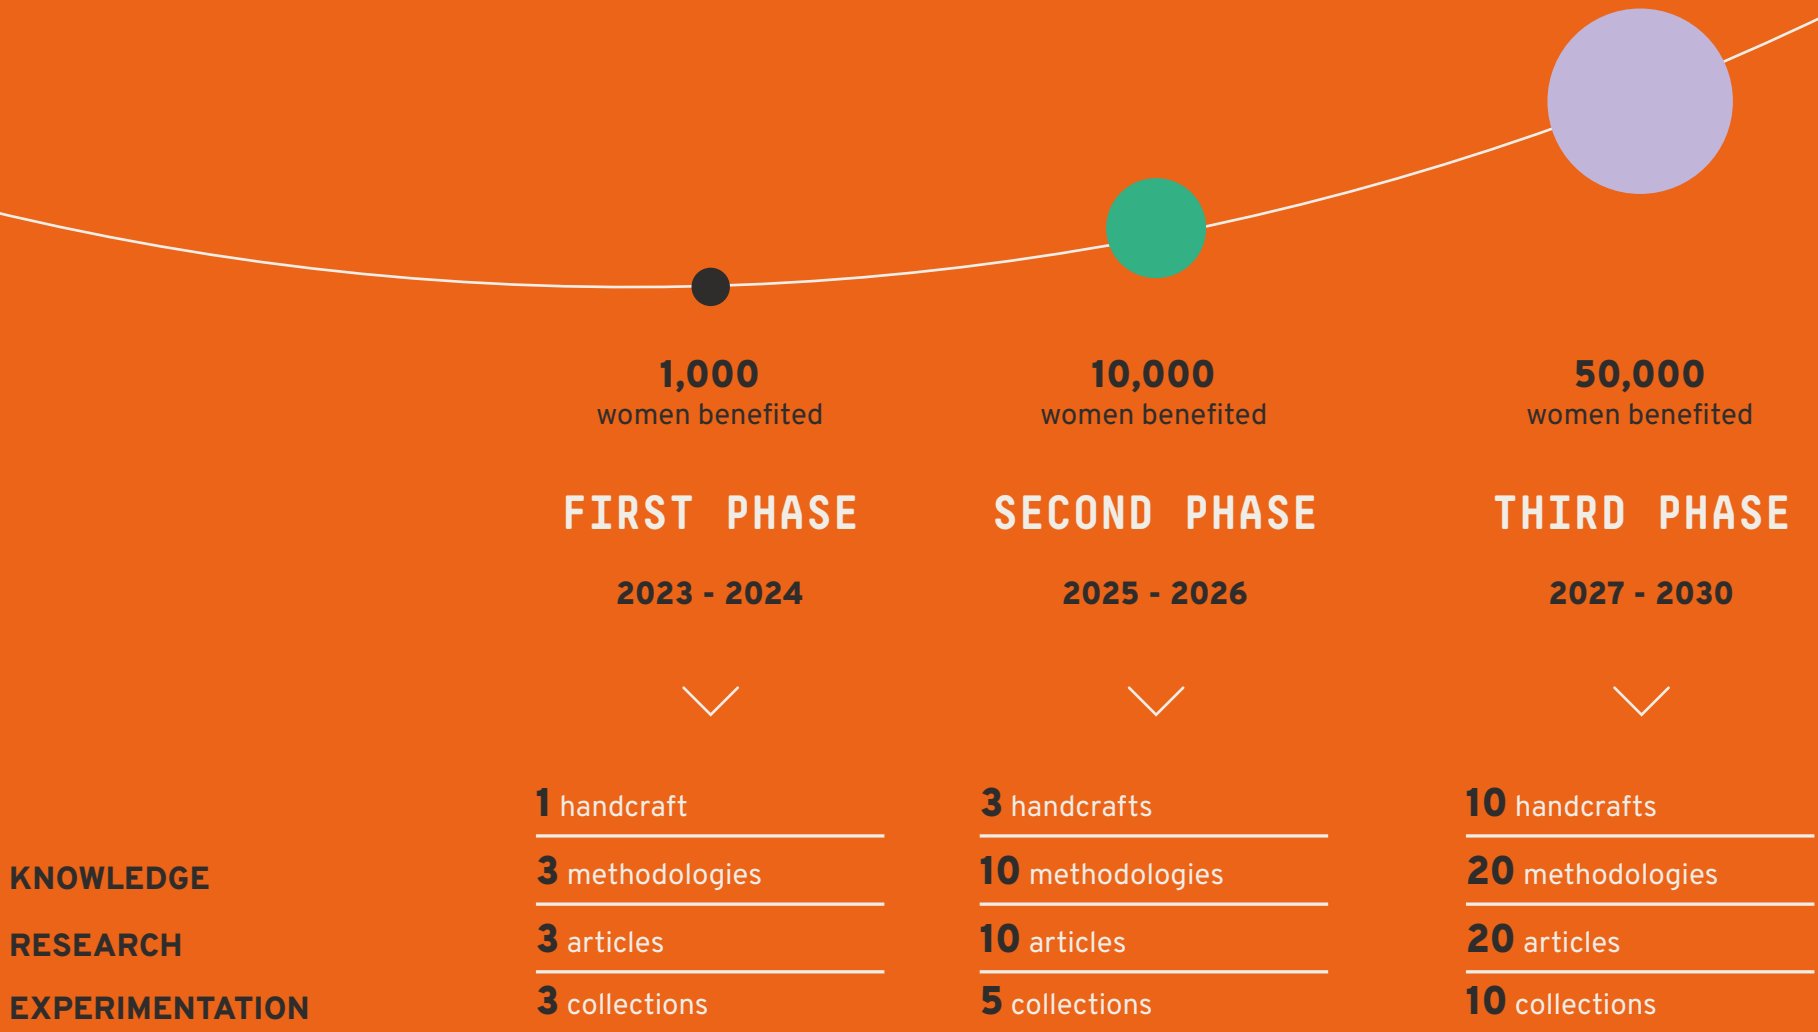 1,000 10,000 50,000
women benefited women benefited women benefited
FIRST PHASE SECOND PHASE THIRD PHASE
2023 - 2024 2025 - 2026 2027 - 2030
1 handcraft 3 handcrafts 10 handcrafts
KNOWLEDGE 3 methodologies 10 methodologies 20 methodologies
RESEARCH 3 articles 10 articles 20 articles
EXPERIMENTATION 3 collections 5 collections 10 collections